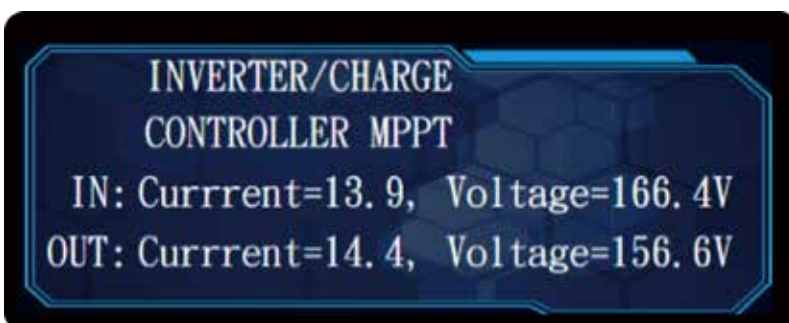 INVERTER/CHARGE
CONTROLLER MPPT
IN: Currrent=13.9, Voltage=166.4V
OUT: Currrent=14.4, Voltage=156.6V